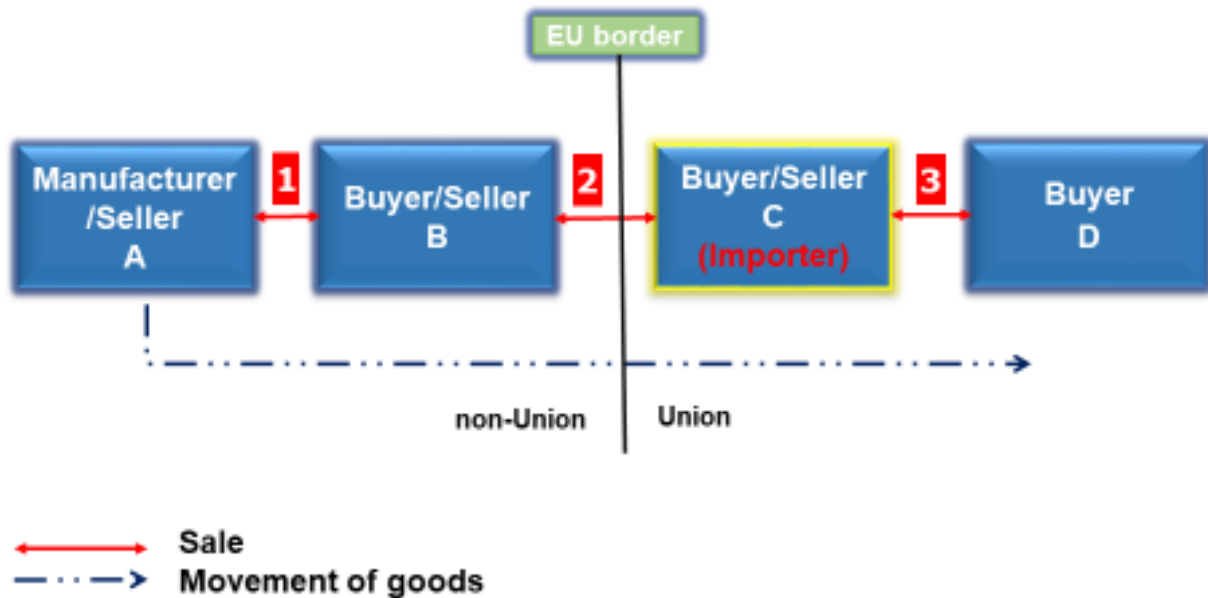 EU border
Manufacturer
/Seller
A
1
Buyer/Seller
B
2
Buyer/Seller
C
(Importer)
3
Buyer
D
non-Union
Union
Sale
Movement of goods